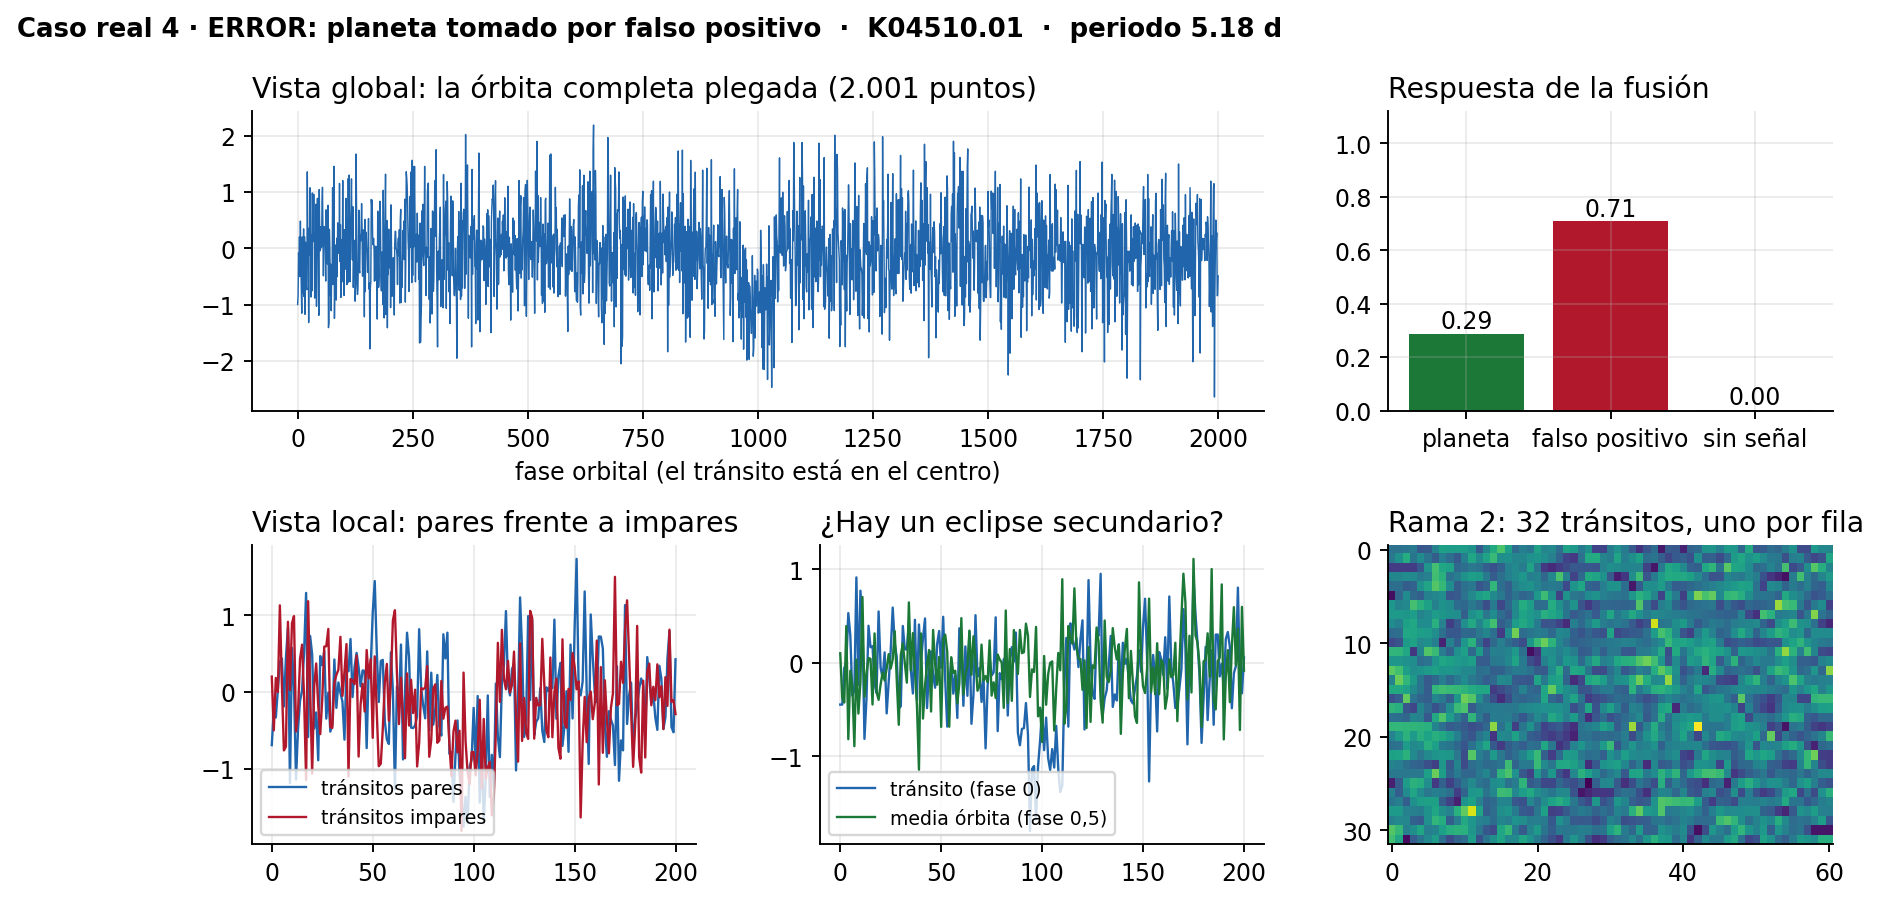 Caso real 4 · ERROR: planeta tomado por falso positivo · K04510.01 · periodo 5.18 d
Vista global: la órbita completa plegada (2.001 puntos)
2
1
0
−1
−2
0 250 500 750 1000 1250 1500 1750 2000
fase orbital (el tránsito está en el centro)
Respuesta de la fusión
1.0
0.8
0.6
0.4
0.2
0.0
0.29
0.71
0.00
planeta falso positivo sin señal
Vista local: pares frente a impares
1
0
−1
tránsitos pares
tránsitos impares
0 50 100 150 200
¿Hay un eclipse secundario?
1
0
−1
tránsito (fase 0)
media órbita (fase 0,5)
0 50 100 150 200
Rama 2: 32 tránsitos, uno por fila
0
10
20
30
0 20 40 60